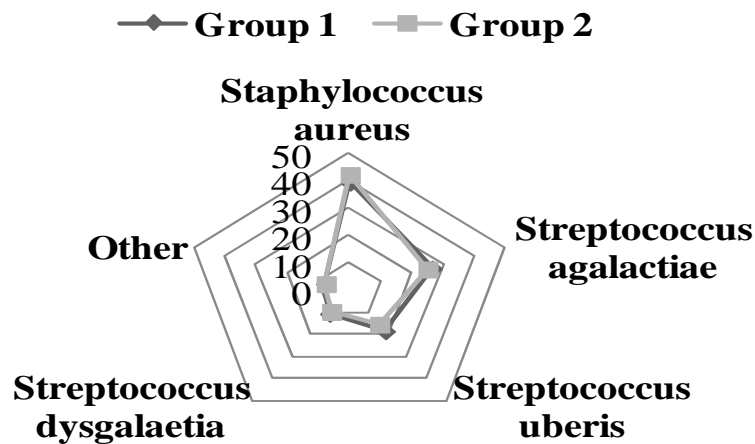 Group 1 Group 2
Staphylococcus
aureus
50
40
30
20
10
0
Other
Streptococcus
agalactiae
Streptococcus
dysgalaetia
Streptococcus
uberis